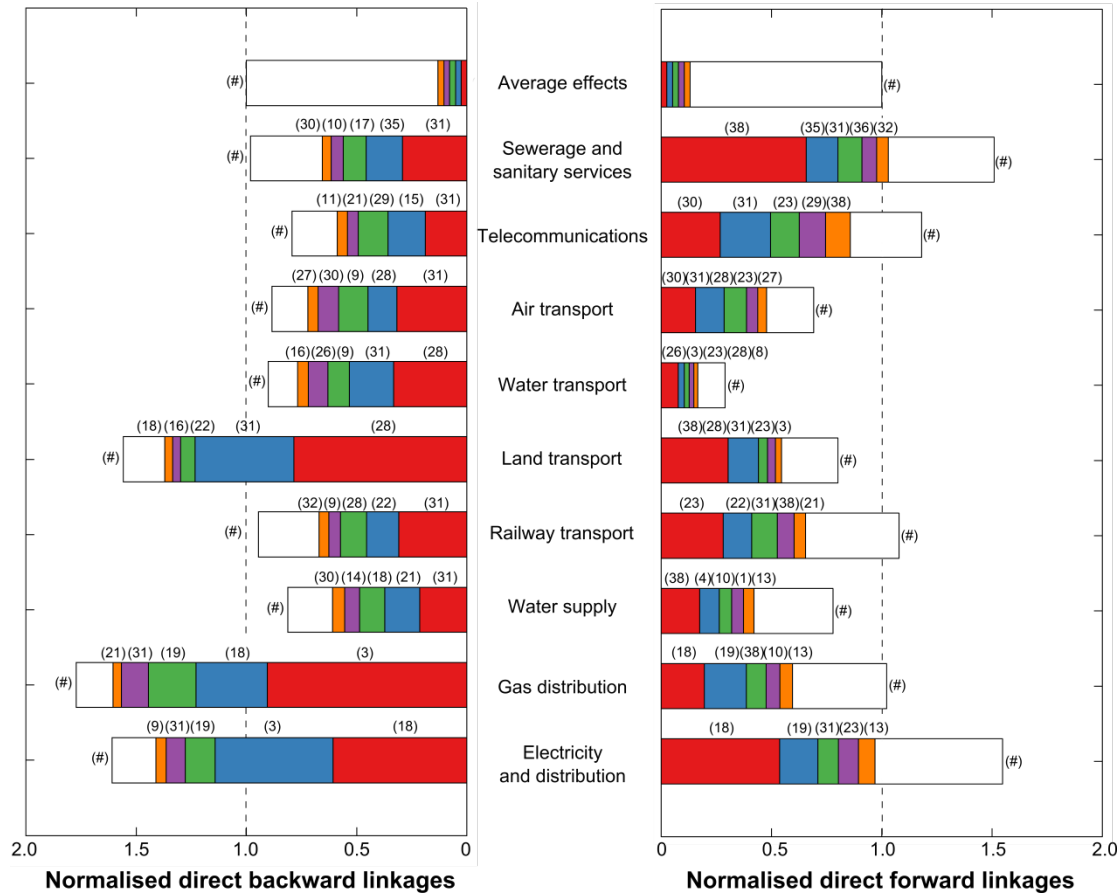 (#) Average effects (#)
(30) (10) (17) (35) (31) (38) (35)(31)(36)(32)
(#) Sewerage and sanitary services (#)
(11) (21) (29) (15) (31) (30) (31) (23) (29)(38)
(#) Telecommunications (#)
(27) (30) (9) (28) (31) (30)(31)(28)(23)(27)
(#) Air transport (#)
(16)(26)(9) (31) (28) (26)(3)(23)(28)(8)
(#) Water transport (#)
(18)(16)(22) (31) (28) (38)(28)(31)(23)(3)
(#) Land transport (#)
(32)(9)(28) (22) (31) (23) (22)(31)(38)(21)
(#) Railway transport (#)
(30) (14)(18) (21) (31) (38) (4)(10)(1)(13)
(#) Water supply (#)
(21)(31) (19) (18) (3) (18) (19)(38)(10)(13)
(#) Gas distribution (#)
(9)(31)(19) (3) (18) (18) (19) (31)(23)(13)
(#) Electricity and distribution (#)
2.0 1.0 0.5 0 0 0.5 1.0 1.5 2.0
Normalised direct backward linkages Normalised direct forward linkages